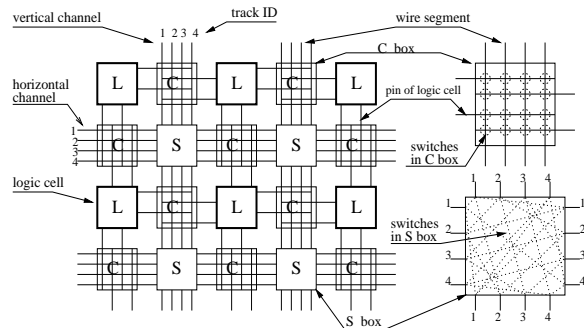 vertical channel
track ID
wire segment
1 2 3 4
C box
L C L C L
horizontal
channel
pin of logic cell
1
2
3
4
C S C S C
switches
in C box
logic cell
L C L C L
1 2 3 4
switches
in S box
1 1
2 2
3 3
4 4
C S C S C
1 2 3 4
S box